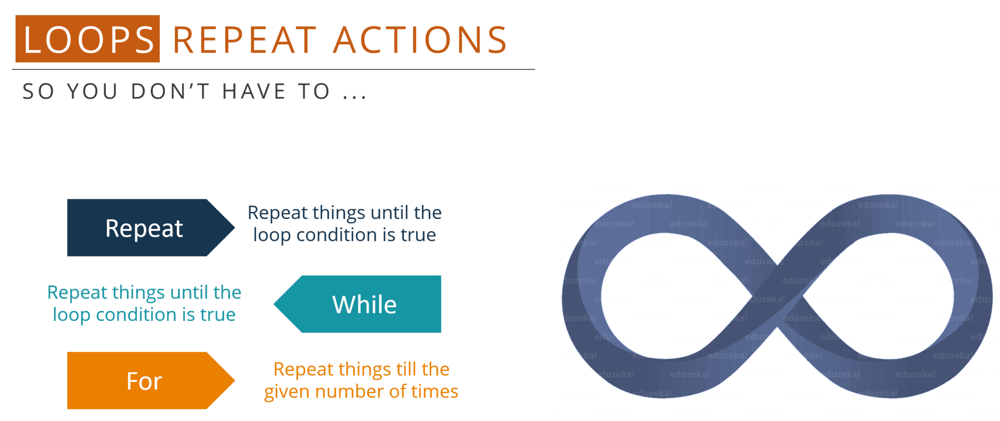 LOOPS REPEAT ACTIONS
SO YOU DON'T HAVE TO ...
Repeat
Repeat things until the
loop condition is true
Repeat things until the
loop condition is true
While
For
Repeat things till the
given number of times
edureka!